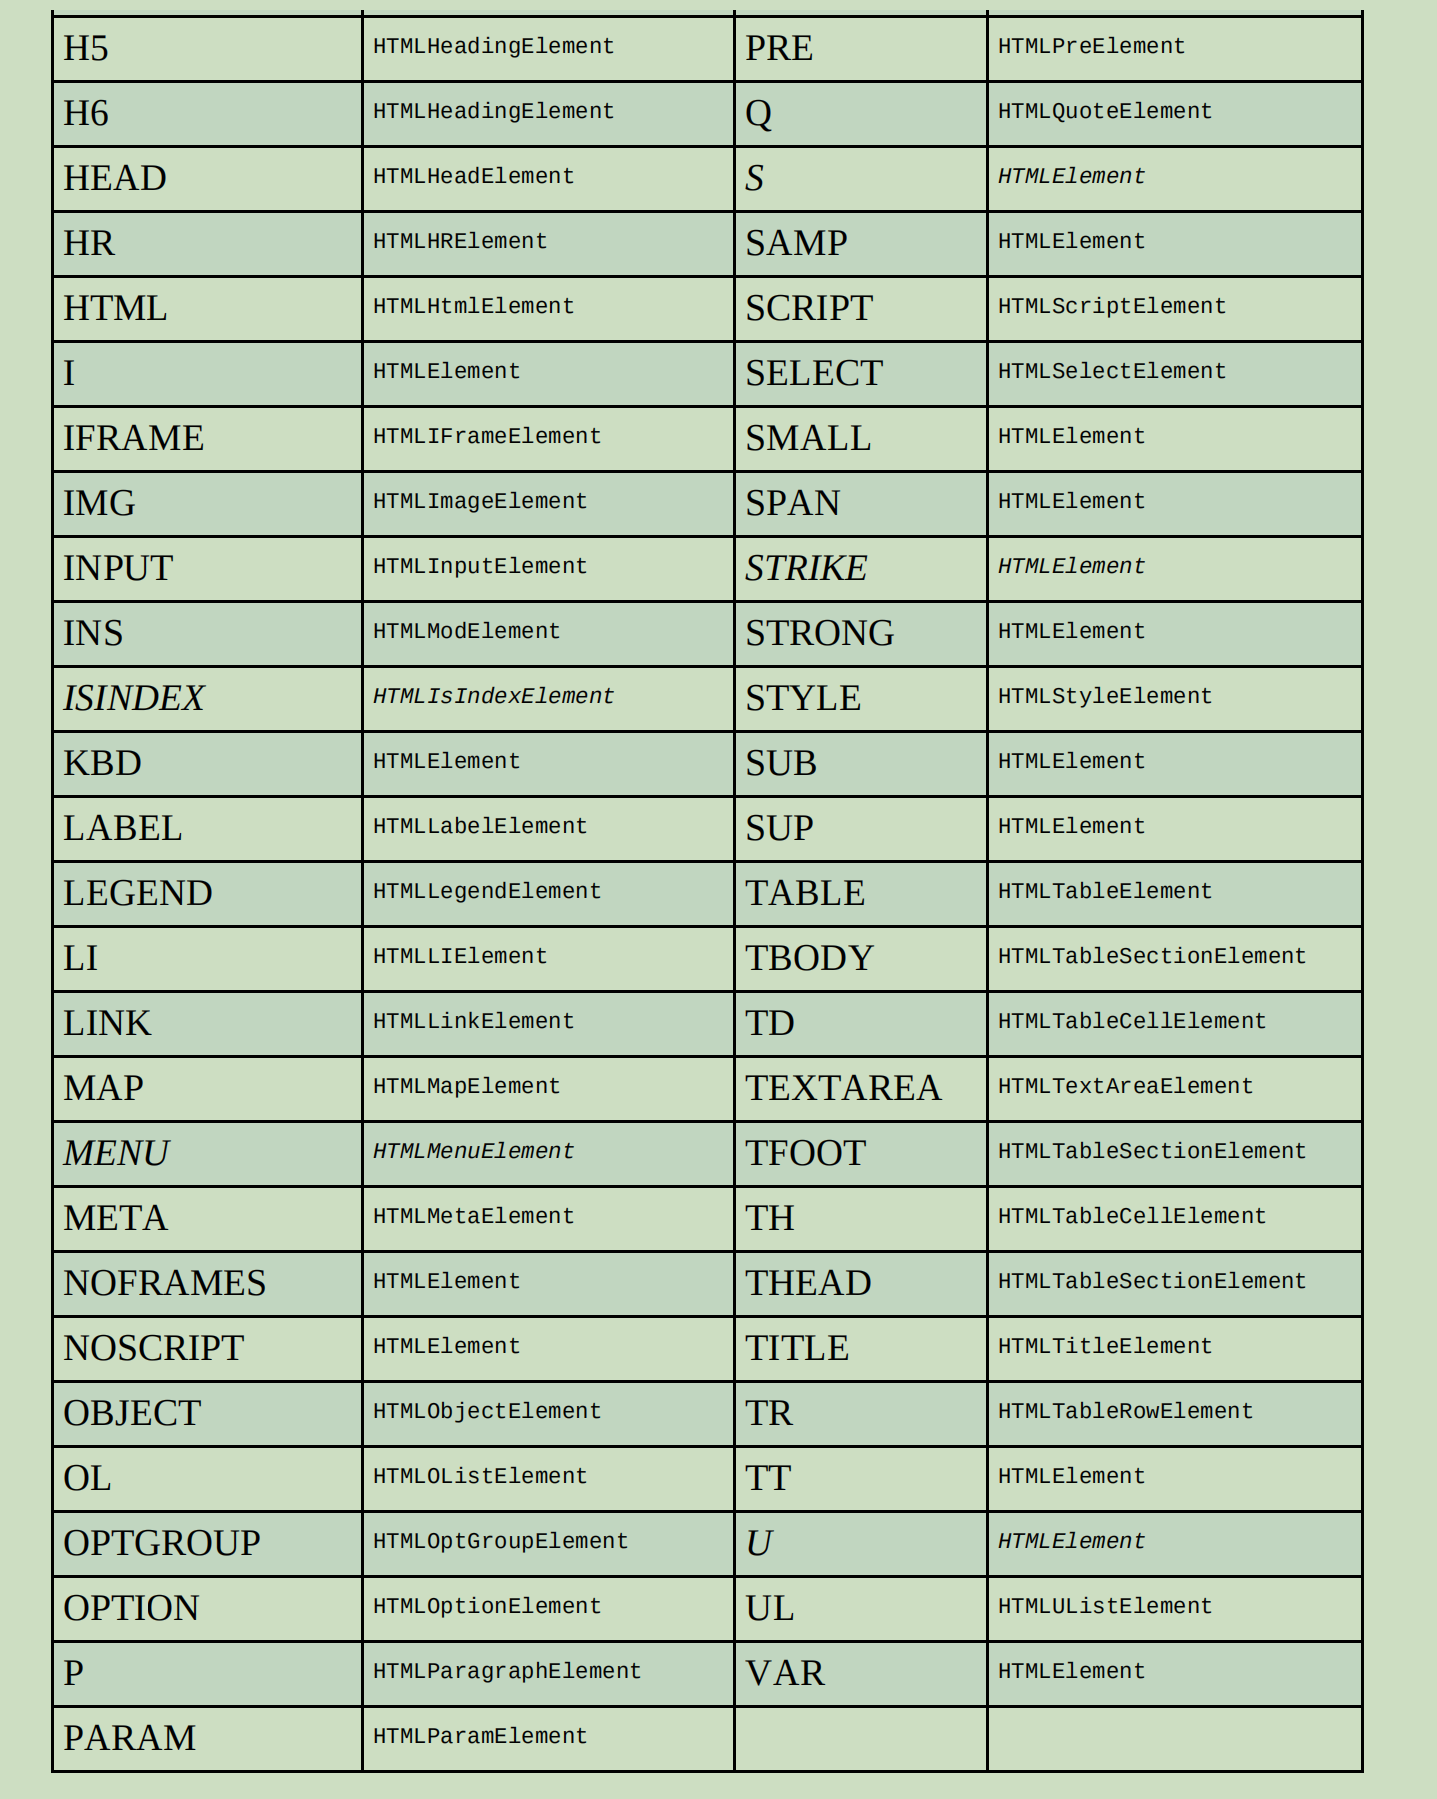 H5 HTMLHeadingElement PRE HTMLPreElement
H6 HTMLHeadingElement Q HTMLQuoteElement
HEAD HTMLHeadElement S HTMLElement
HR HTMLHRElement SAMP HTMLElement
HTML HTMLHtmlElement SCRIPT HTMLScriptElement
I HTMLElement SELECT HTMLSelectElement
IFRAME HTMLIFrameElement SMALL HTMLElement
IMG HTMLImageElement SPAN HTMLElement
INPUT HTMLInputElement STRIKE HTMLElement
INS HTMLModElement STRONG HTMLElement
ISINDEX HTMLIsIndexElement STYLE HTMLStyleElement
KBD HTMLElement SUB HTMLElement
LABEL HTMLLabelElement SUP HTMLElement
LEGEND HTMLLegendElement TABLE HTMLTableElement
LI HTMLLIElement TBODY HTMLTableSectionElement
LINK HTMLLinkElement TD HTMLTableCellElement
MAP HTMLMapElement TEXTAREA HTMLTextAreaElement
MENU HTMLMenuElement TFOOT HTMLTableSectionElement
META HTMLMetaElement TH HTMLTableCellElement
NOFRAMES HTMLElement THEAD HTMLTableSectionElement
NOSCRIPT HTMLElement TITLE HTMLTitleElement
OBJECT HTMLObjectElement TR HTMLTableRowElement
OL HTMLOListElement TT HTMLElement
OPTGROUP HTMLOptGroupElement U HTMLElement
OPTION HTMLOptionElement UL HTMLUListElement
P HTMLParagraphElement VAR HTMLElement
PARAM HTMLParamElement